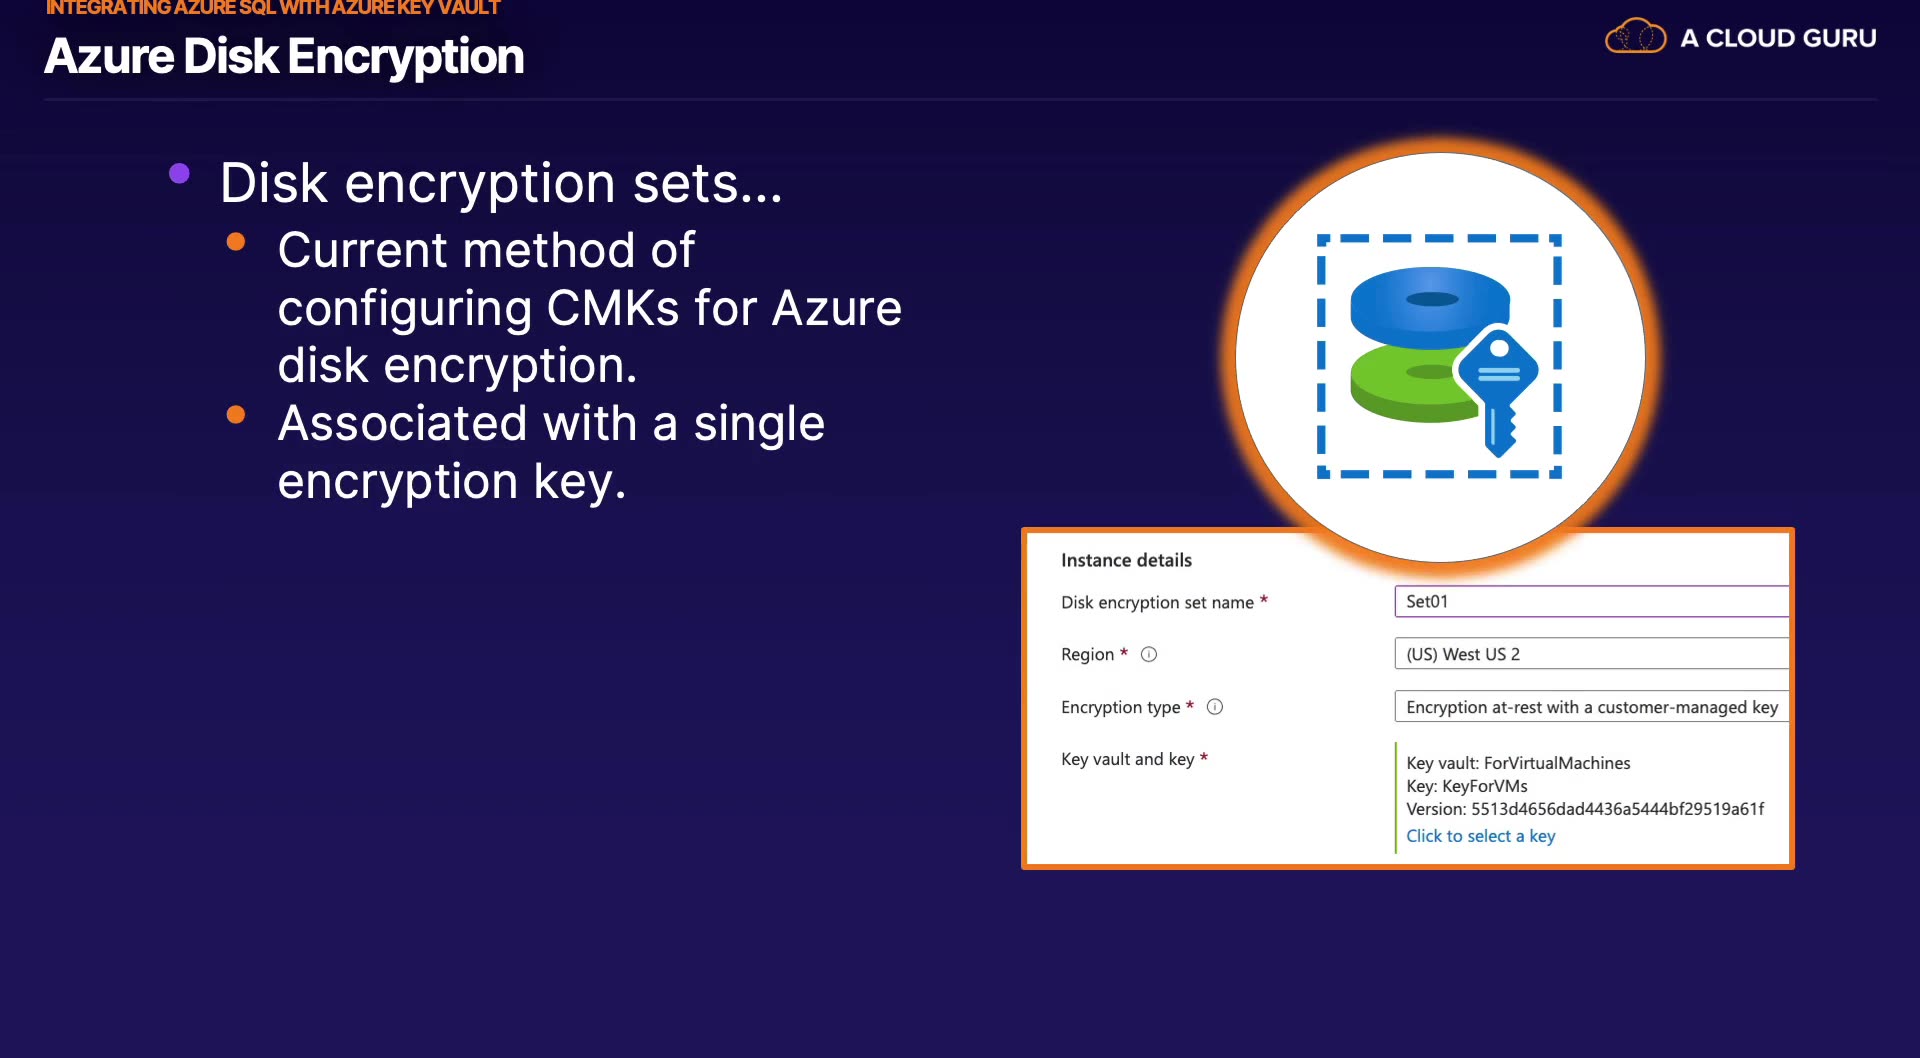 INTEGRATING AZURE SQL WITH AZURE KEY VAULT
Azure Disk Encryption
A CLOUD GURU
Disk encryption sets...
Current method of
configuring CMKs for Azure
disk encryption.
Associated with a single
encryption key.
Instance details
Disk encryption set name *
Set01
Region *
(US) West US 2
Encryption type *
Encryption at-rest with a customer-managed key
Key vault and key *
Key vault: ForVirtualMachines
Key: KeyForVMs
Version: 5513d4656dad4436a5444bf29519a61f
Click to select a key